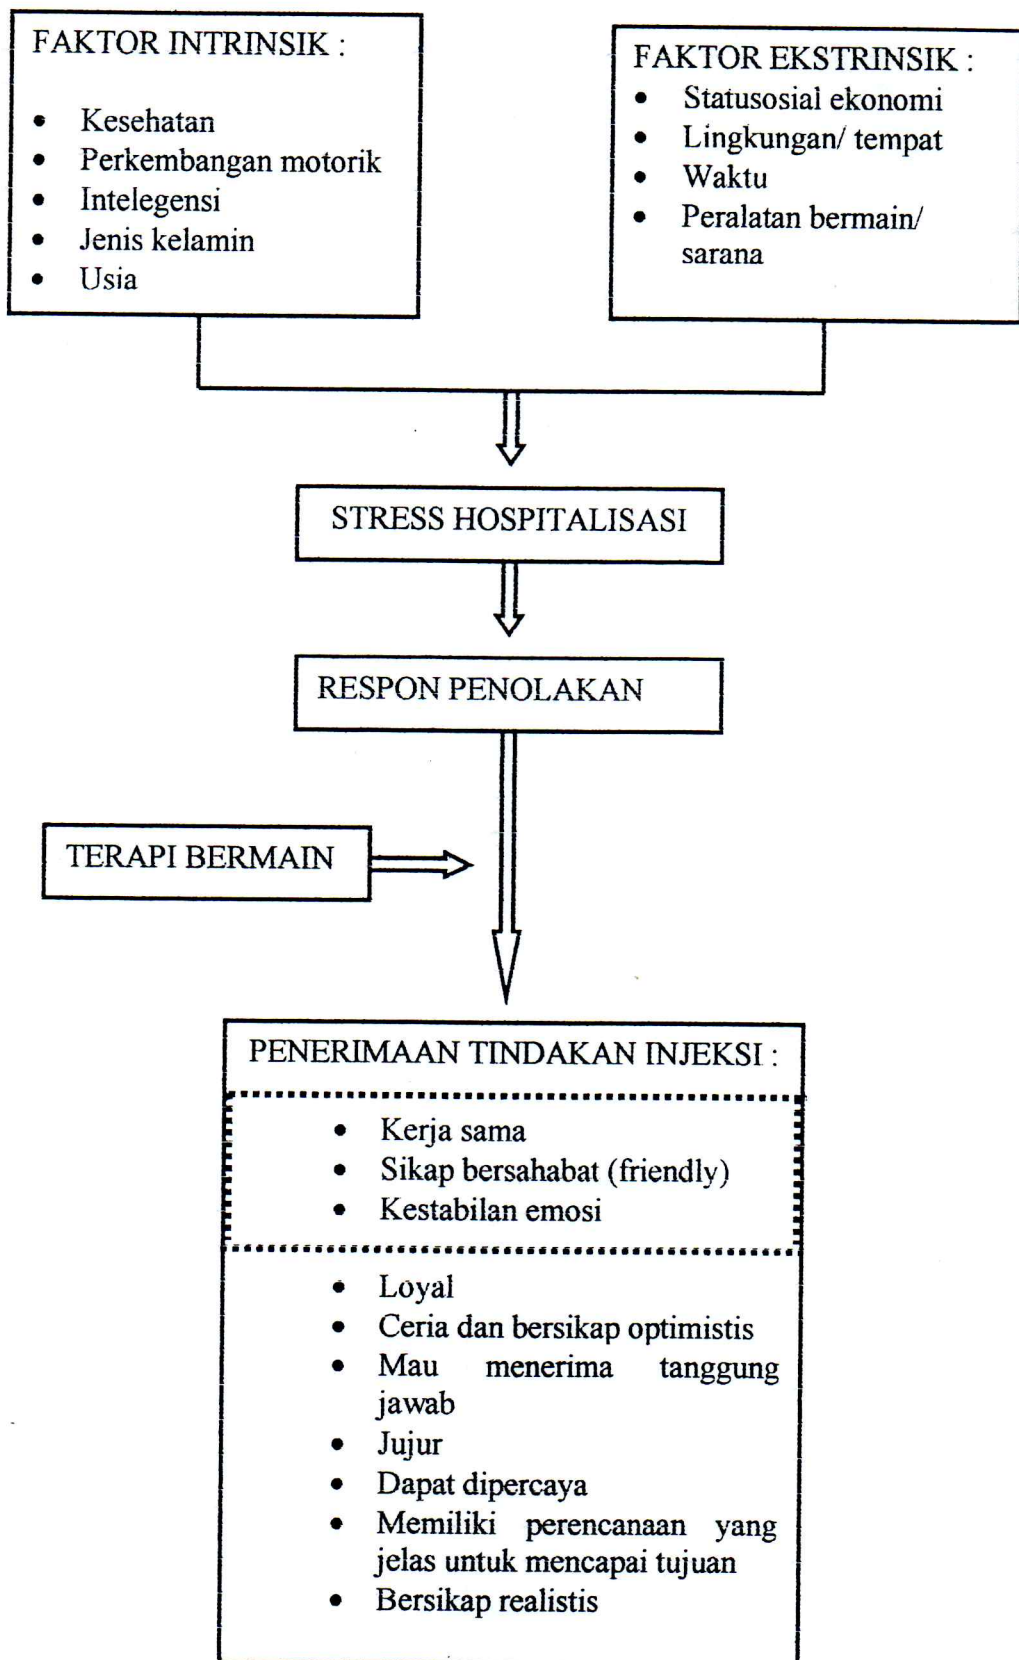 FAKTOR INTRINSIK :
• Kesehatan
• Perkembangan motorik
• Intelegensi
• Jenis kelamin
• Usia
FAKTOR EKSTRINSIK :
• Statusosial ekonomi
• Lingkungan/ tempat
• Waktu
• Peralatan bermain/
sarana
STRESS HOSPITALISASI
RESPON PENOLAKAN
TERAPI BERMAIN
PENERIMAAN TINDAKAN INJEKSI :
• Kerja sama
• Sikap bersahabat (friendly)
• Kestabilan emosi
• Loyal
• Ceria dan bersikap optimistis
• Mau menerima tanggung
jawab
• Jujur
• Dapat dipercaya
• Memiliki perencanaan yang
jelas untuk mencapai tujuan
• Bersikap realistis